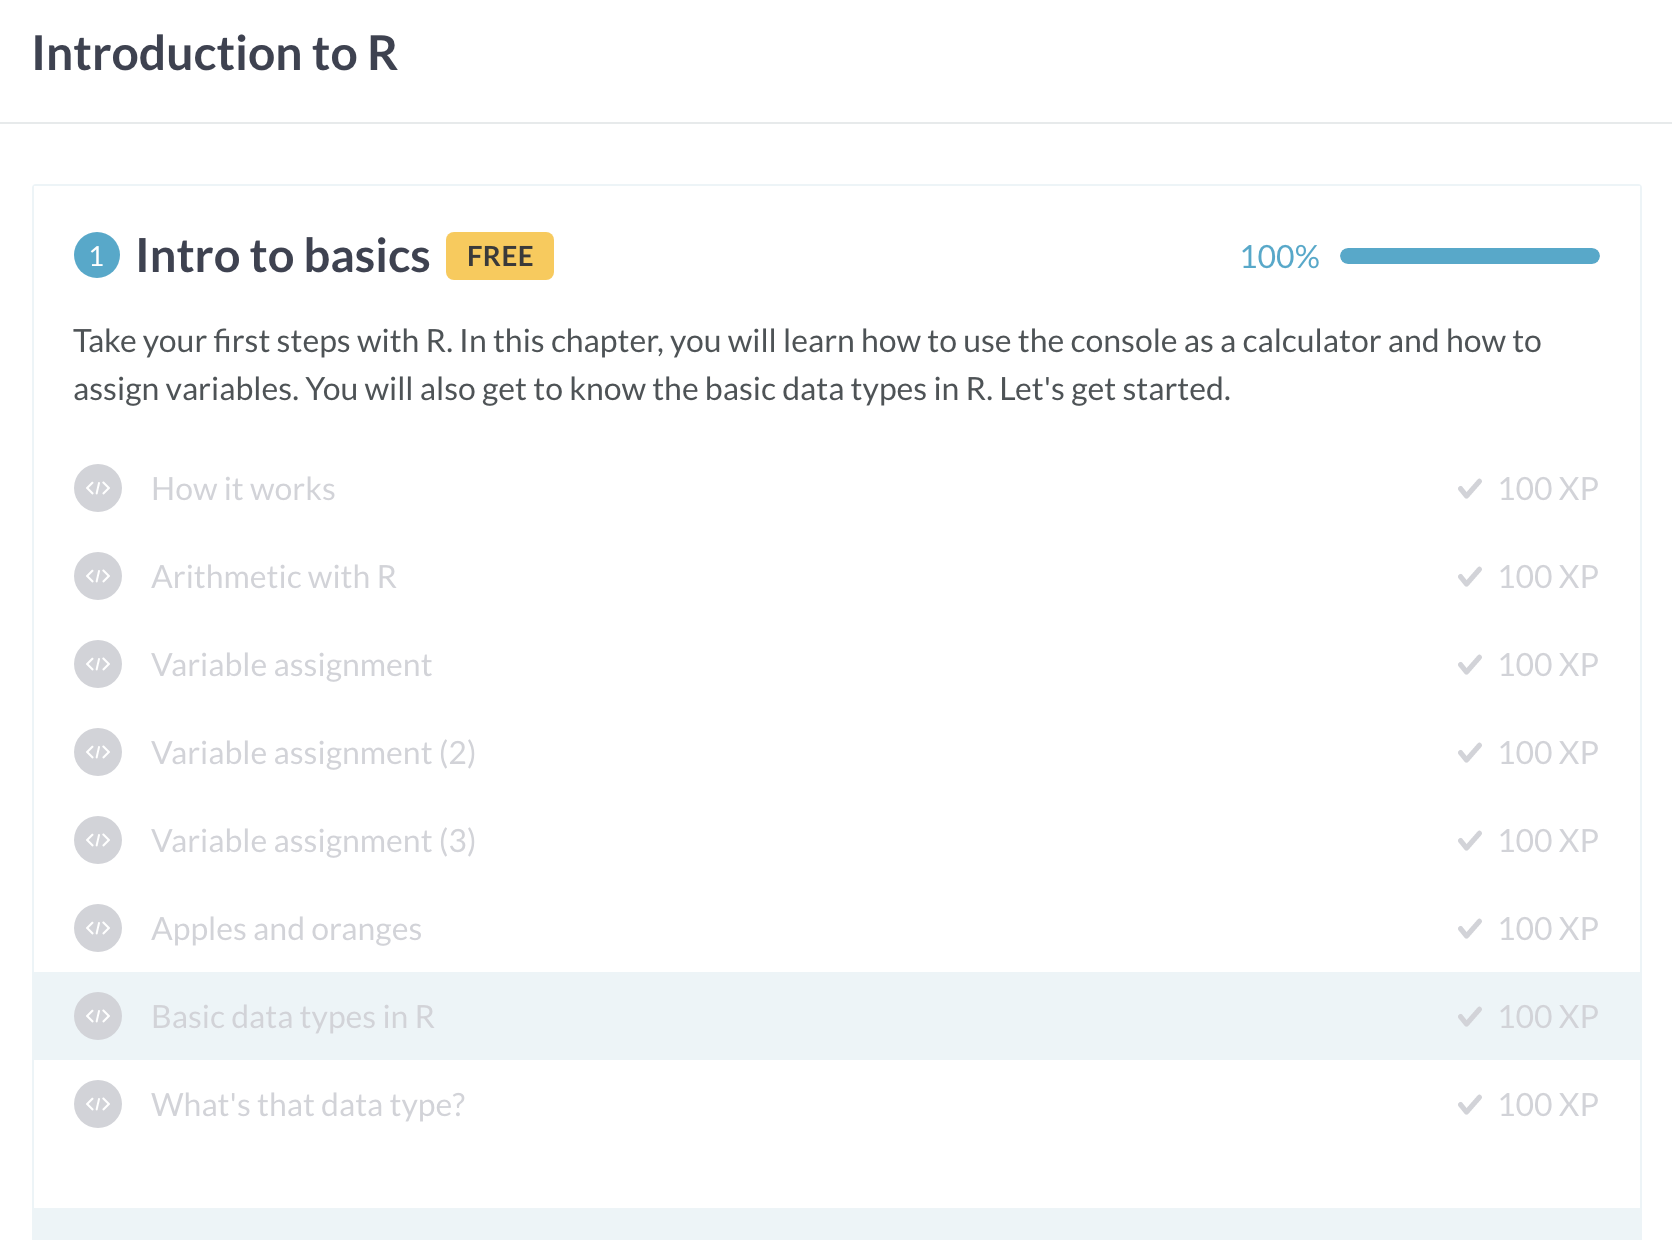 Introduction to R
1 Intro to basics FREE 100%
Take your first steps with R. In this chapter, you will learn how to use the console as a calculator and how to
assign variables. You will also get to know the basic data types in R. Let's get started.
</> How it works ✓ 100 XP
</> Arithmetic with R ✓ 100 XP
</> Variable assignment ✓ 100 XP
</> Variable assignment (2) ✓ 100 XP
</> Variable assignment (3) ✓ 100 XP
</> Apples and oranges ✓ 100 XP
</> Basic data types in R ✓ 100 XP
</> What's that data type? ✓ 100 XP